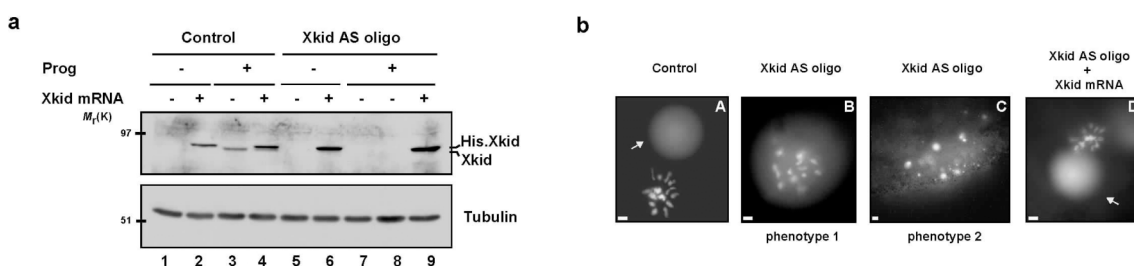 a
Control Xkid AS oligo
Prog - + - +
Xkid mRNA - + - + - + - - +
Mr(K)
97
His.Xkid
Xkid
51 Tubulin
1 2 3 4 5 6 7 8 9
b
Control Xkid AS oligo Xkid AS oligo Xkid AS oligo
+
Xkid mRNA
A B C D
phenotype 1 phenotype 2